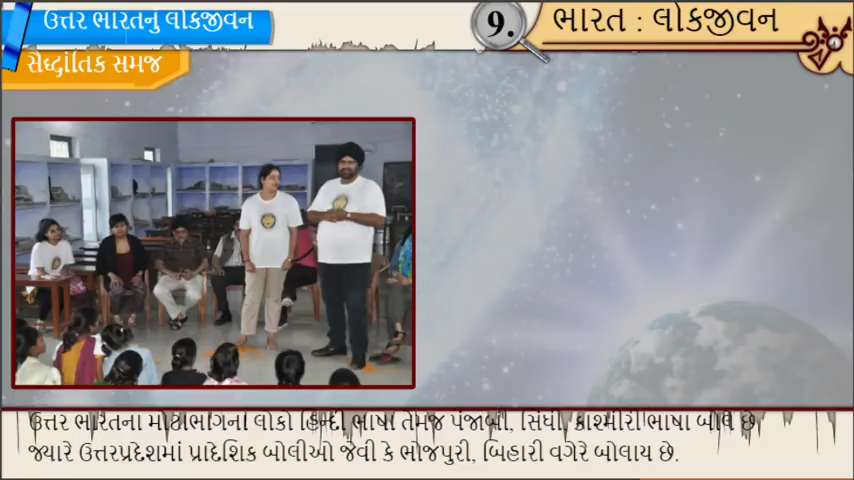 ઉત્તર ભારતનું લોકજીવન
9. ભારત : લોકજીવન
સૈધ્ધાંતિક સમજ
ઉત્તર ભારતના મોટાભાગના લોકો હિન્દી ભાષા તેમજ પંજાબી, સિંધી, કાશ્મીરી ભાષા બોલે છે
જ્યારે ઉત્તરપ્રદેશમાં પ્રાદેશિક બોલીઓ જેવી કે ભોજપુરી, બિહારી વગેરે બોલાય છે.